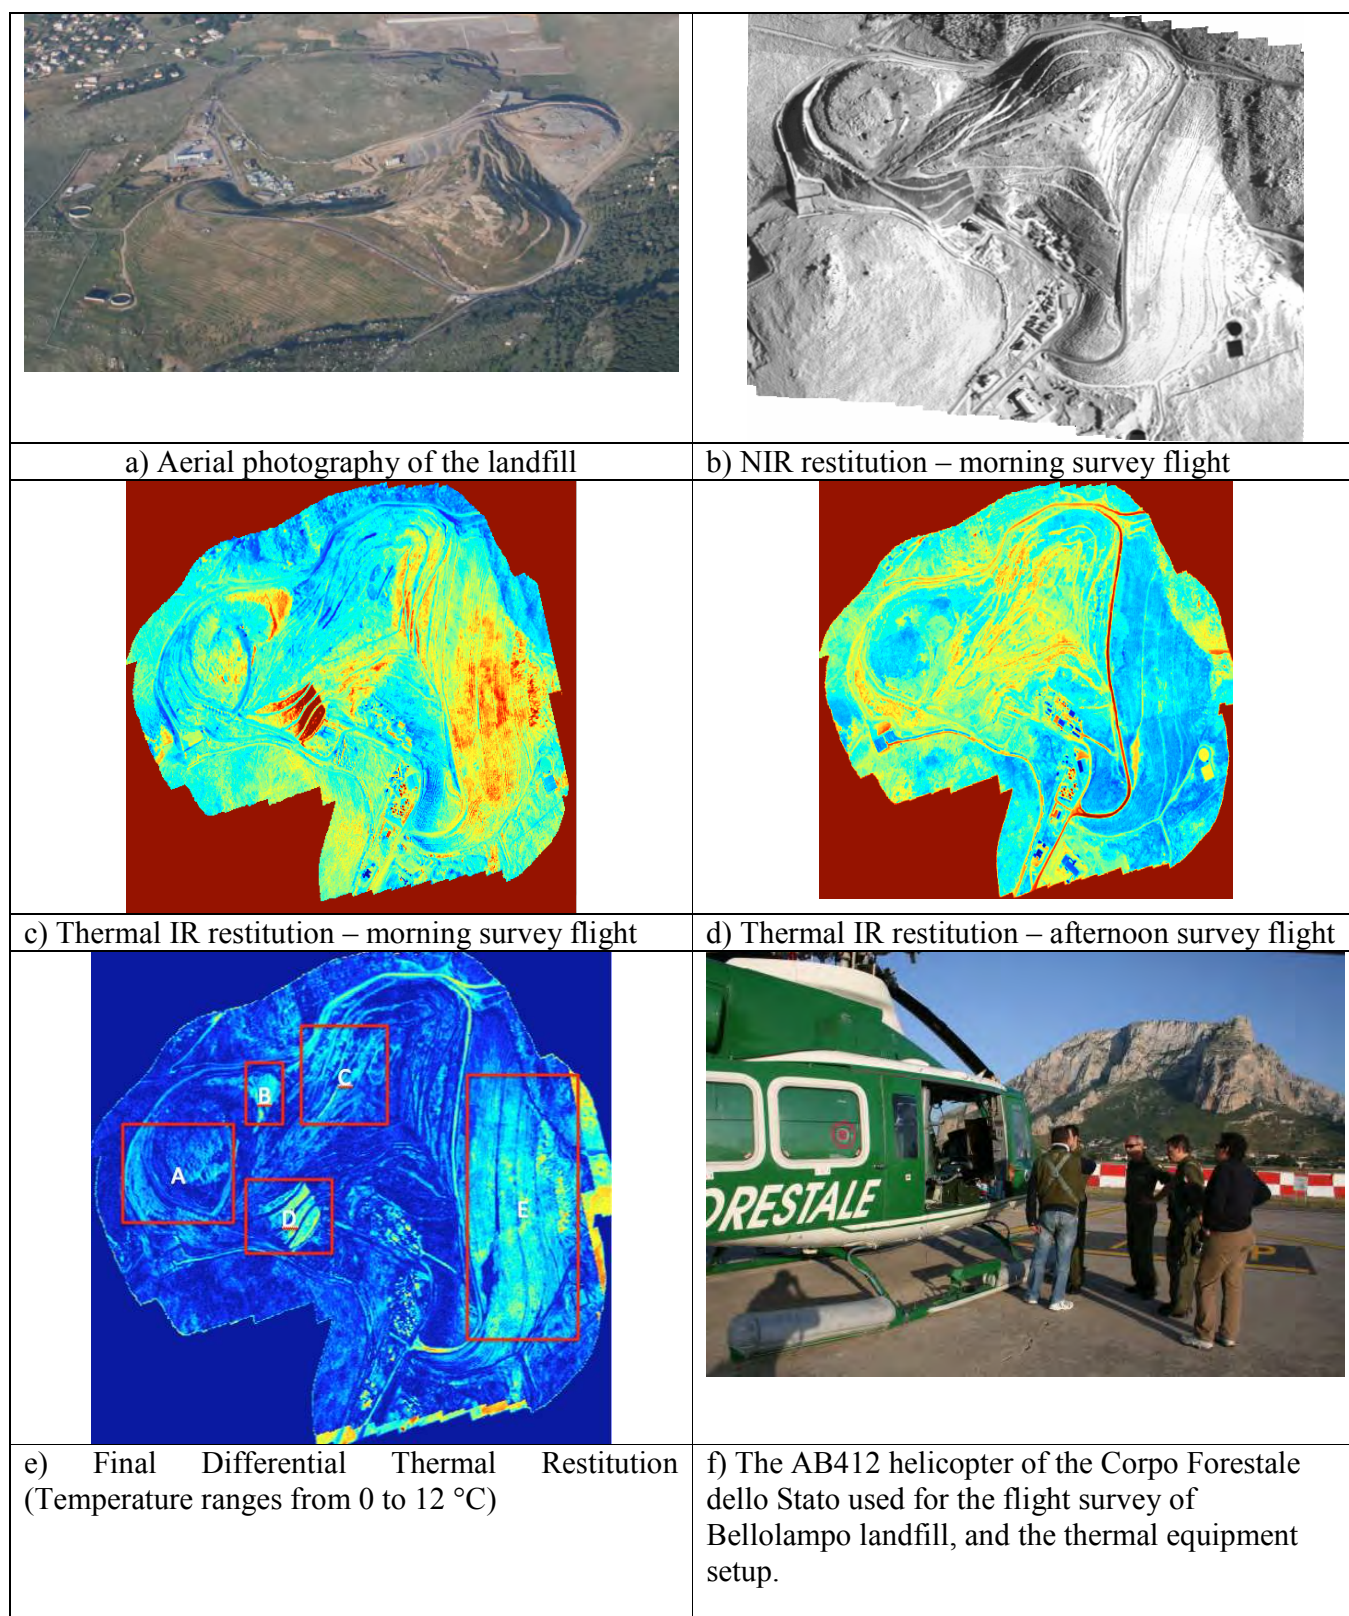 a) Aerial photography of the landfill
b) NIR restitution – morning survey flight
c) Thermal IR restitution – morning survey flight
d) Thermal IR restitution – afternoon survey flight
A
B
C
D
E
ORESTALE
P
e) Final Differential Thermal Restitution
(Temperature ranges from 0 to 12 °C)
f) The AB412 helicopter of the Corpo Forestale
dello Stato used for the flight survey of
Bellolampo landfill, and the thermal equipment
setup.